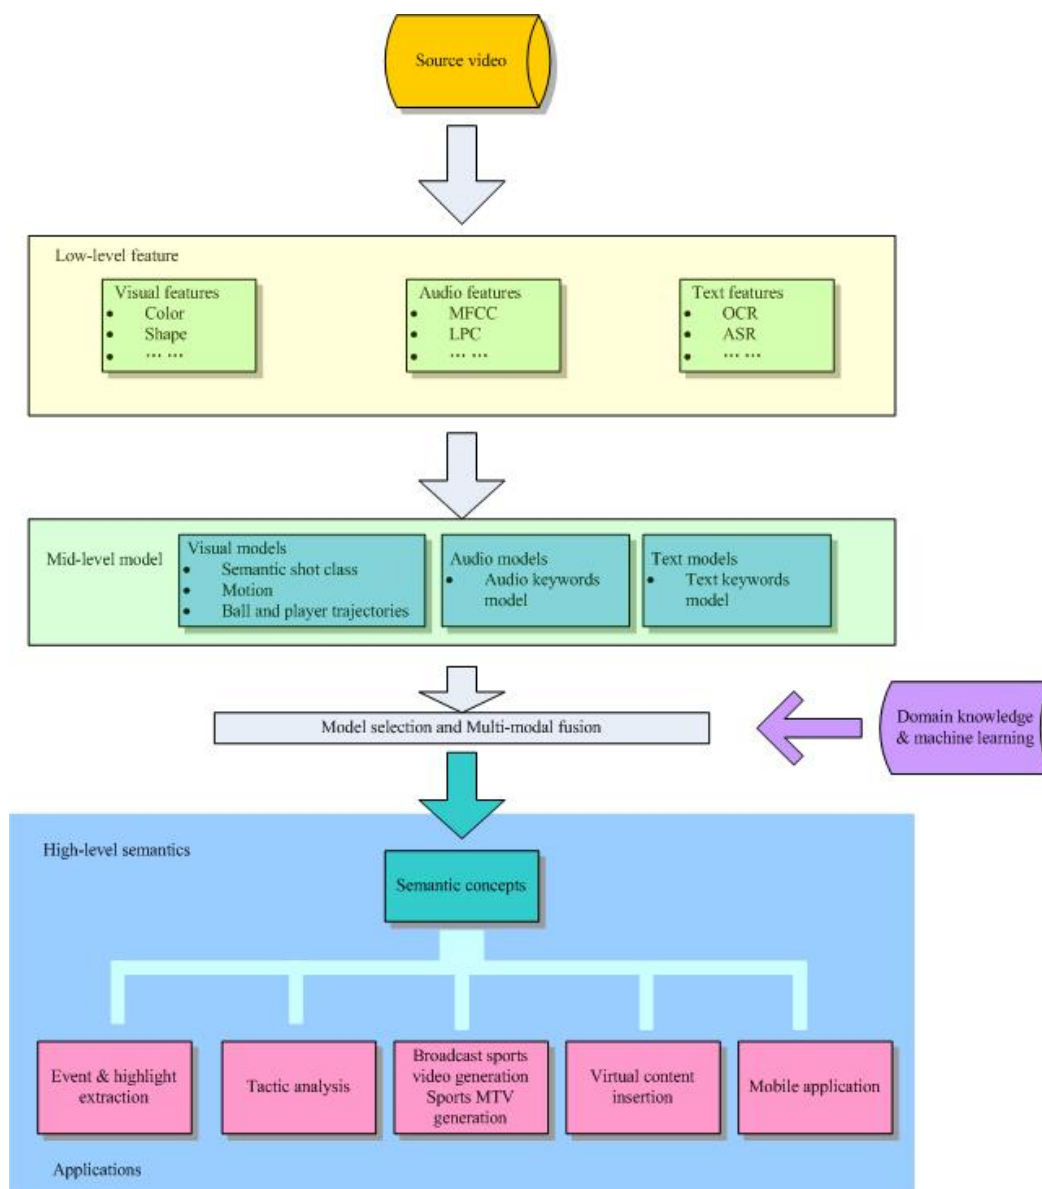 Source video
Low-level feature
Visual features
• Color
• Shape
• ... ...
Audio features
• MFCC
• LPC
• ... ...
Text features
• OCR
• ASR
• ... ...
Mid-level model
Visual models
• Semantic shot class
• Motion
• Ball and player trajectories
Audio models
• Audio keywords
model
Text models
• Text keywords
model
Model selection and Multi-modal fusion
Domain knowledge
& machine learning
High-level semantics
Semantic concepts
Event & highlight
extraction
Tactic analysis
Broadcast sports
video generation
Sports MTV
generation
Virtual content
insertion
Mobile application
Applications